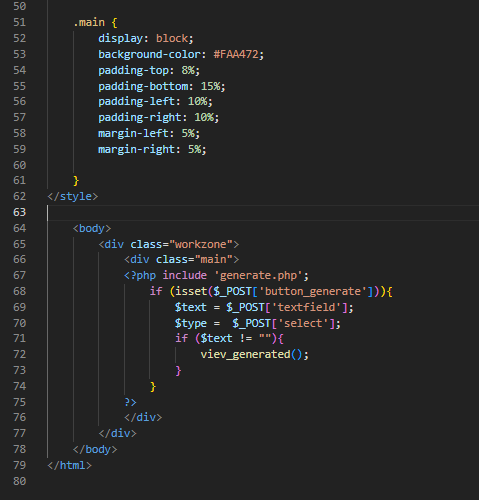 50
51 .main {
52 display: block;
53 background-color: #FAA472;
54 padding-top: 8%;
55 padding-bottom: 15%;
56 padding-left: 10%;
57 padding-right: 10%;
58 margin-left: 5%;
59 margin-right: 5%;
60
61 }
62 </style>
63
64 <body>
65 <div class="workzone">
66 <div class="main">
67 <?php include 'generate.php';
68 if (isset($_POST['button_generate'])){
69 $text = $_POST['textfield'];
70 $type =  $_POST['select'];
71 if ($text != ""){
72 viev_generated();
73 }
74 }
75 ?>
76 </div>
77 </div>
78 </body>
79 </html>
80